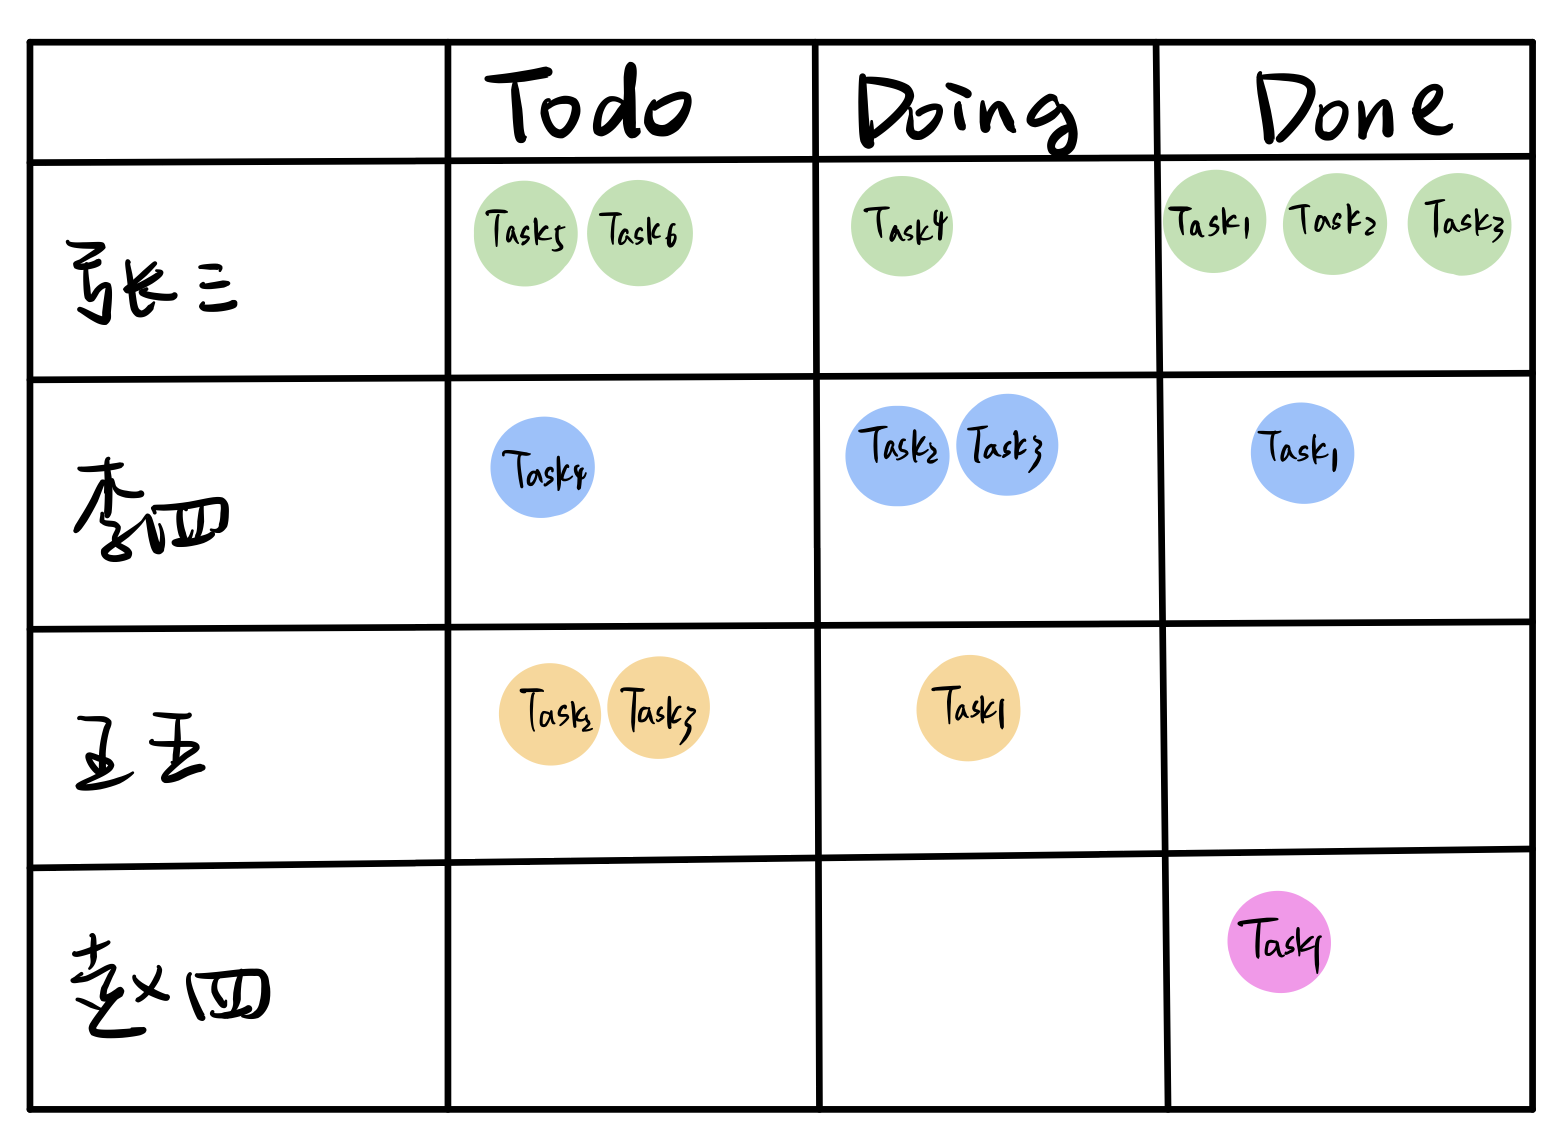 Todo Doing Done
张三 Task5 Task6 Task4 Task1 Task2 Task3
李四 Task4 Task2 Task3 Task1
王五 Task2 Task3 Task1
赵四 Task1